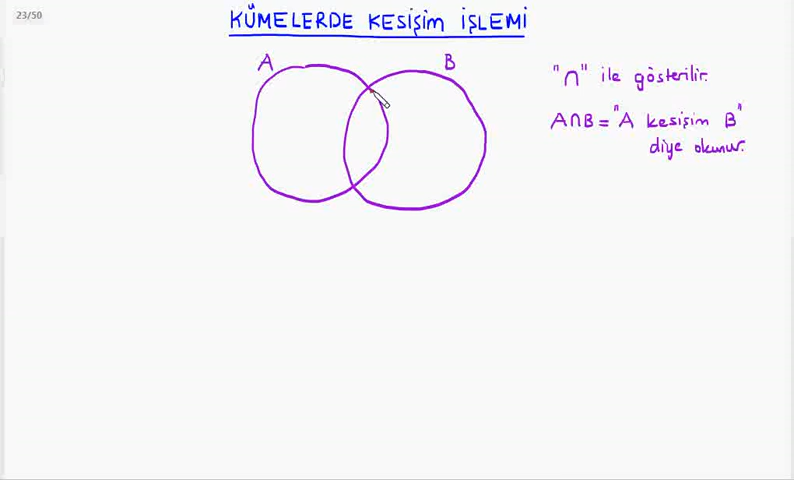 23/50
KÜMELERDE KESİŞİM İŞLEMİ
A
B
"∩" ile gösterilir.
A∩B = "A kesişim B"
diye okunur.